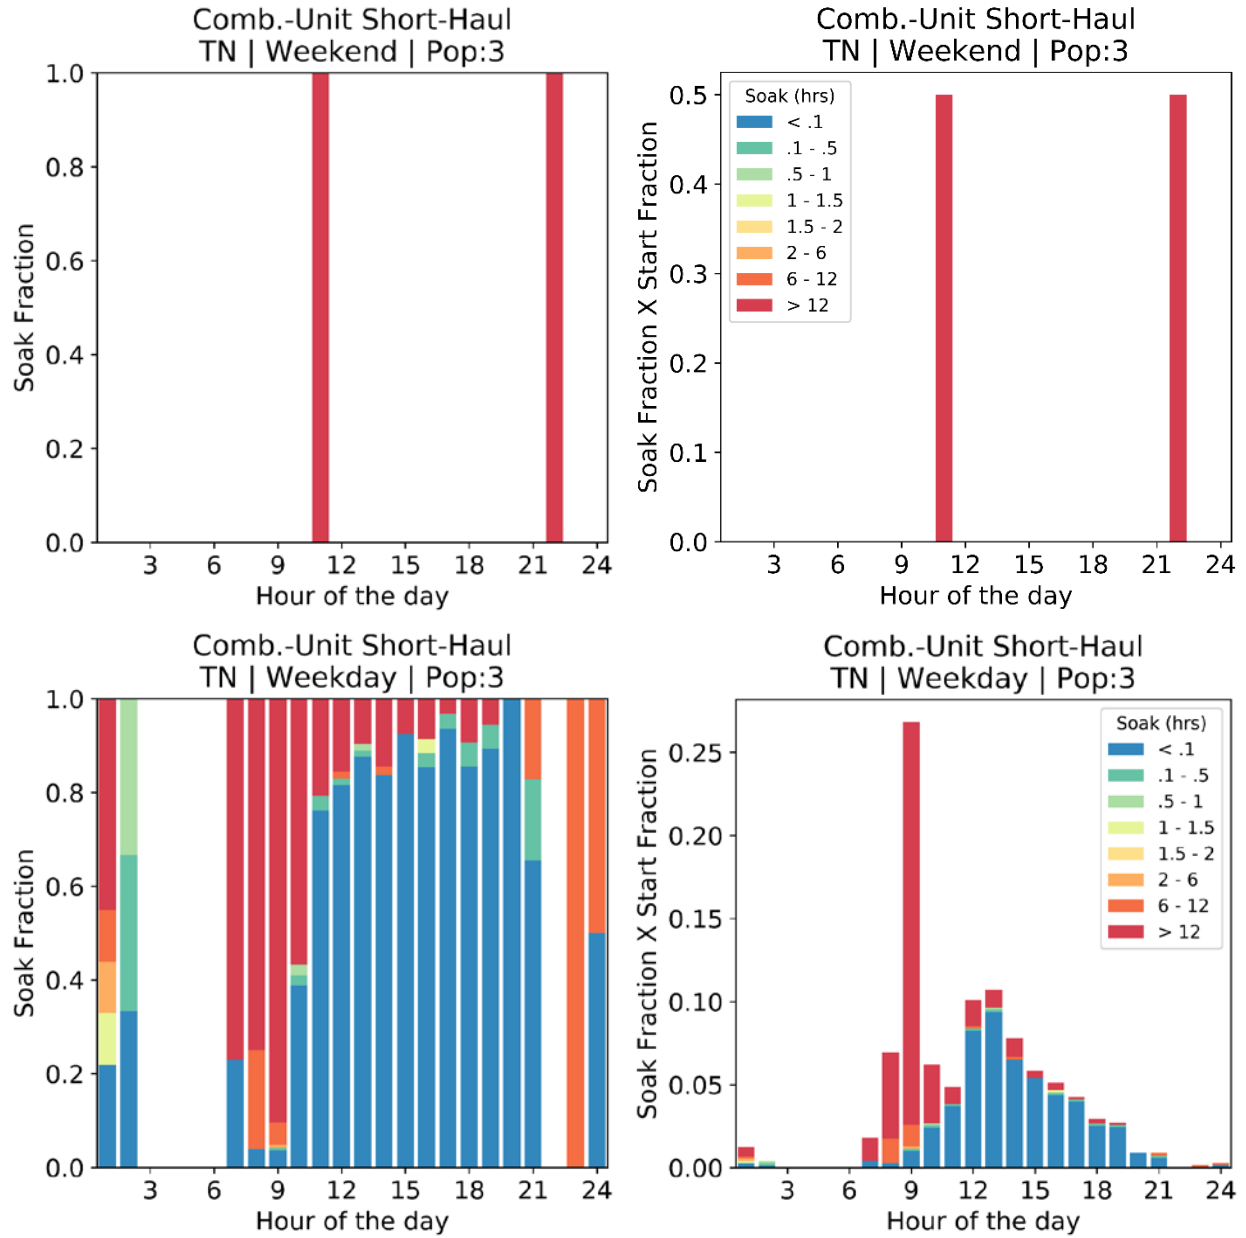 Comb.-Unit Short-Haul
TN | Weekend | Pop:3
1.0
0.8
0.6
0.4
0.2
0.0
Soak Fraction
3 6 9 12 15 18 21 24
Hour of the day
Comb.-Unit Short-Haul
TN | Weekend | Pop:3
0.5
0.4
0.3
0.2
0.1
0.0
Soak Fraction X Start Fraction
Soak (hrs)
< .1
.1 - .5
.5 - 1
1 - 1.5
1.5 - 2
2 - 6
6 - 12
> 12
3 6 9 12 15 18 21 24
Hour of the day
Comb.-Unit Short-Haul
TN | Weekday | Pop:3
1.0
0.8
0.6
0.4
0.2
0.0
Soak Fraction
3 6 9 12 15 18 21 24
Hour of the day
Comb.-Unit Short-Haul
TN | Weekday | Pop:3
0.25
0.20
0.15
0.10
0.05
0.00
Soak Fraction X Start Fraction
Soak (hrs)
< .1
.1 - .5
.5 - 1
1 - 1.5
1.5 - 2
2 - 6
6 - 12
> 12
3 6 9 12 15 18 21 24
Hour of the day